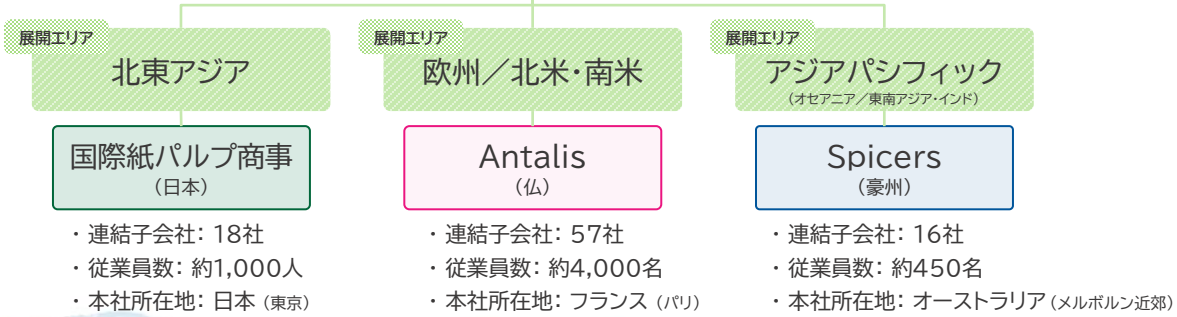 展開エリア
北東アジア
国際紙パルプ商事
（日本）
・連結子会社：18社
・従業員数：約1,000人
・本社所在地：日本（東京）
展開エリア
欧州／北米・南米
Antalis
（仏）
・連結子会社：57社
・従業員数：約4,000名
・本社所在地：フランス（パリ）
展開エリア
アジアパシフィック
（オセアニア／東南アジア・インド）
Spicers
（豪州）
・連結子会社：16社
・従業員数：約450名
・本社所在地：オーストラリア（メルボルン近郊）